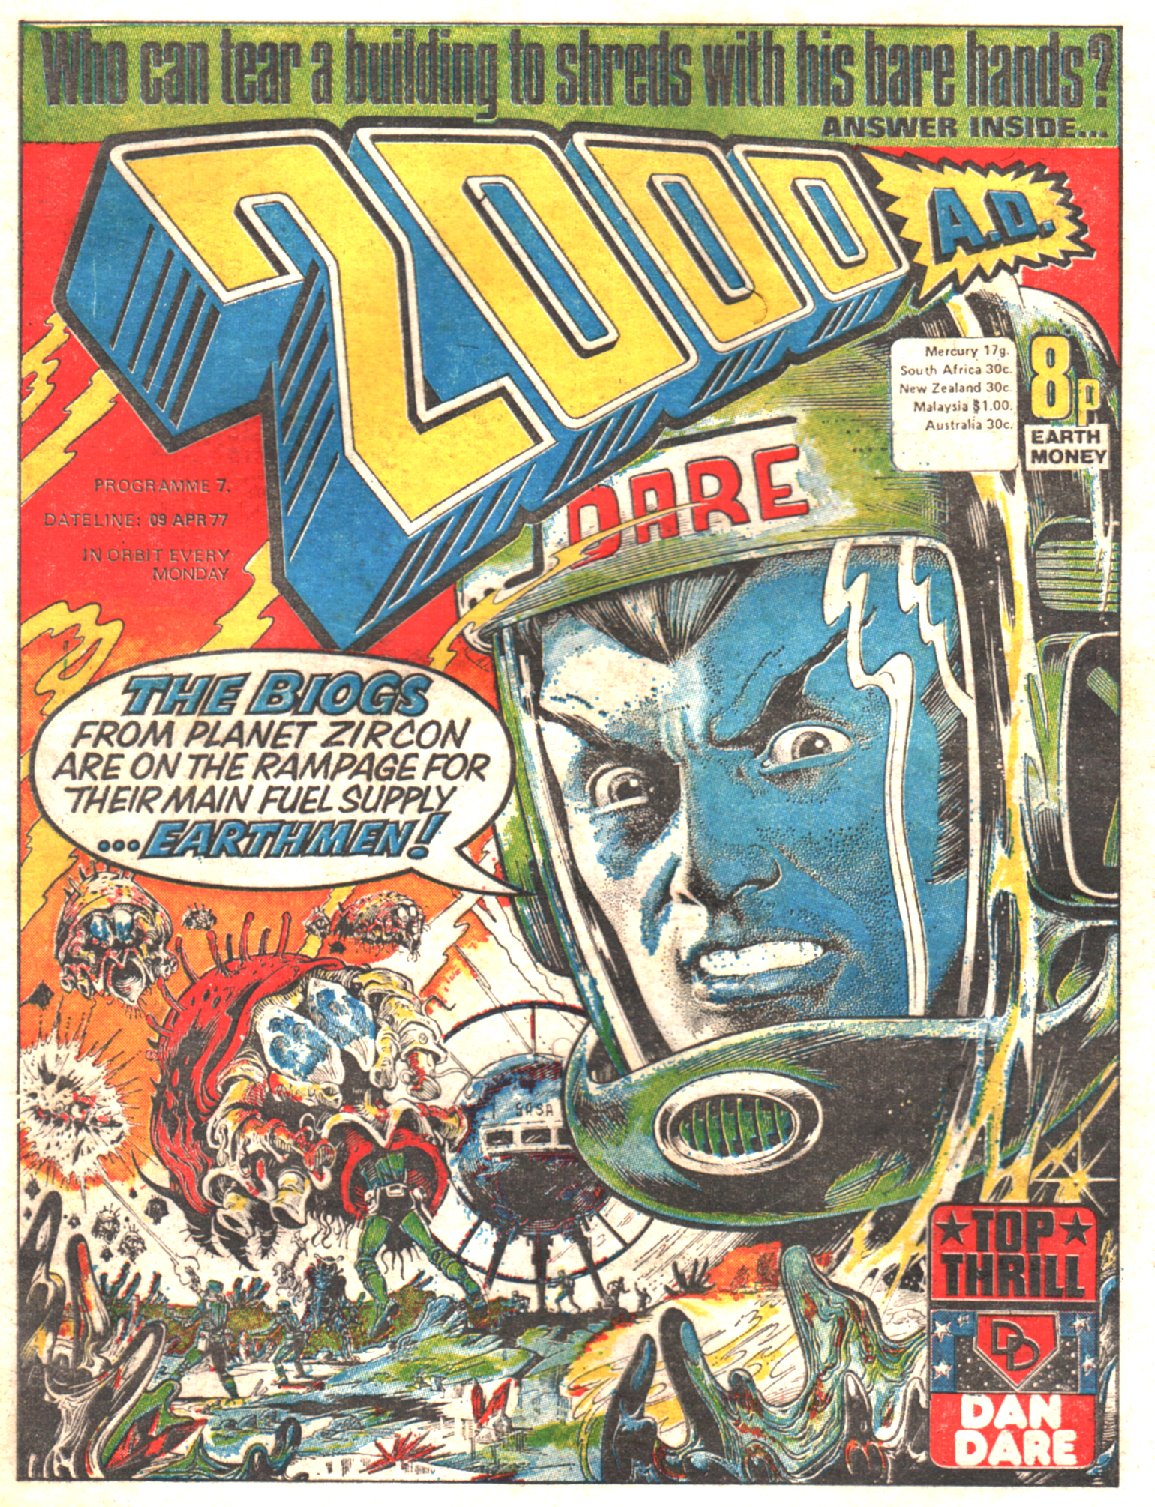 Who can tear a building to shreds with his bare hands?
ANSWER INSIDE...
2000
A.D.
Mercury 17g.
South Africa 30c.
New Zealand 30c.
Malaysia $1.00.
Australia 30c.
8p
EARTH
MONEY
PROGRAMME 7.
DATELINE: 09 APR 77
IN ORBIT EVERY
MONDAY
DARE
THE BIOGS
FROM PLANET ZIRCON
ARE ON THE RAMPAGE FOR
THEIR MAIN FUEL SUPPLY
...EARTHMEN!
TOP
THRILL
DD
DAN
DARE